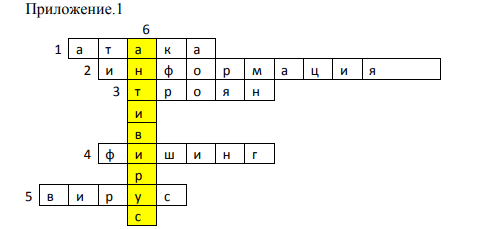 Приложение.1
6
1 а т а к а
2 и н ф о р м а ц и я
3 т р о я н
и
в
4 ф и ш и н г
р
5 в и р у с
с